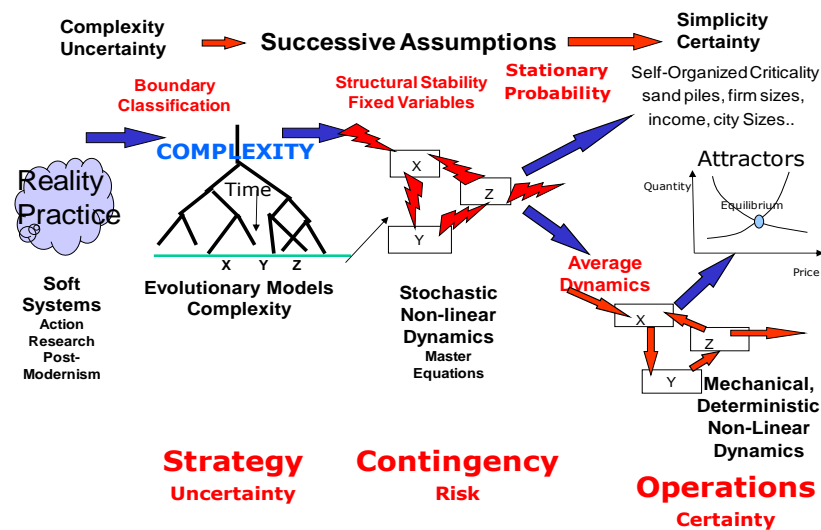 Complexity
Uncertainty
Successive Assumptions
Simplicity
Certainty
Boundary
Classification
Structural Stability
Fixed Variables
Stationary
Probability
Self-Organized Criticality
sand piles, firm sizes,
income, city Sizes..
COMPLEXITY
Time
X Y Z
Reality
Practice
X
Z
Y
Attractors
Quantity
Equilibrium
Price
Soft
Systems
Action
Research
Post-
Modernism
Evolutionary Models
Complexity
Stochastic
Non-linear
Dynamics
Master
Equations
Average
Dynamics
X
Z
Y
Mechanical,
Deterministic
Non-Linear
Dynamics
Strategy
Uncertainty
Contingency
Risk
Operations
Certainty